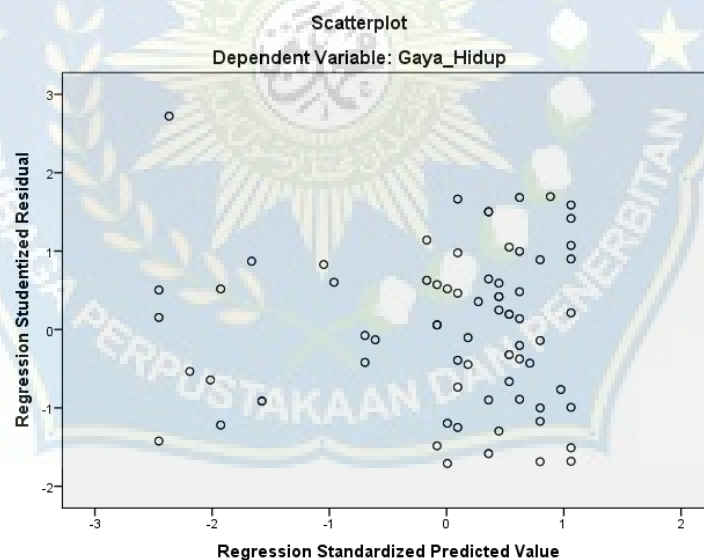 Scatterplot
Dependent Variable: Gaya_Hidup
Regression Studentized Residual
3
2
1
0
-1
-2
-3
-2
-1
0
1
2
Regression Standardized Predicted Value
PERPUSTAKAAN DAN PENERBITAN